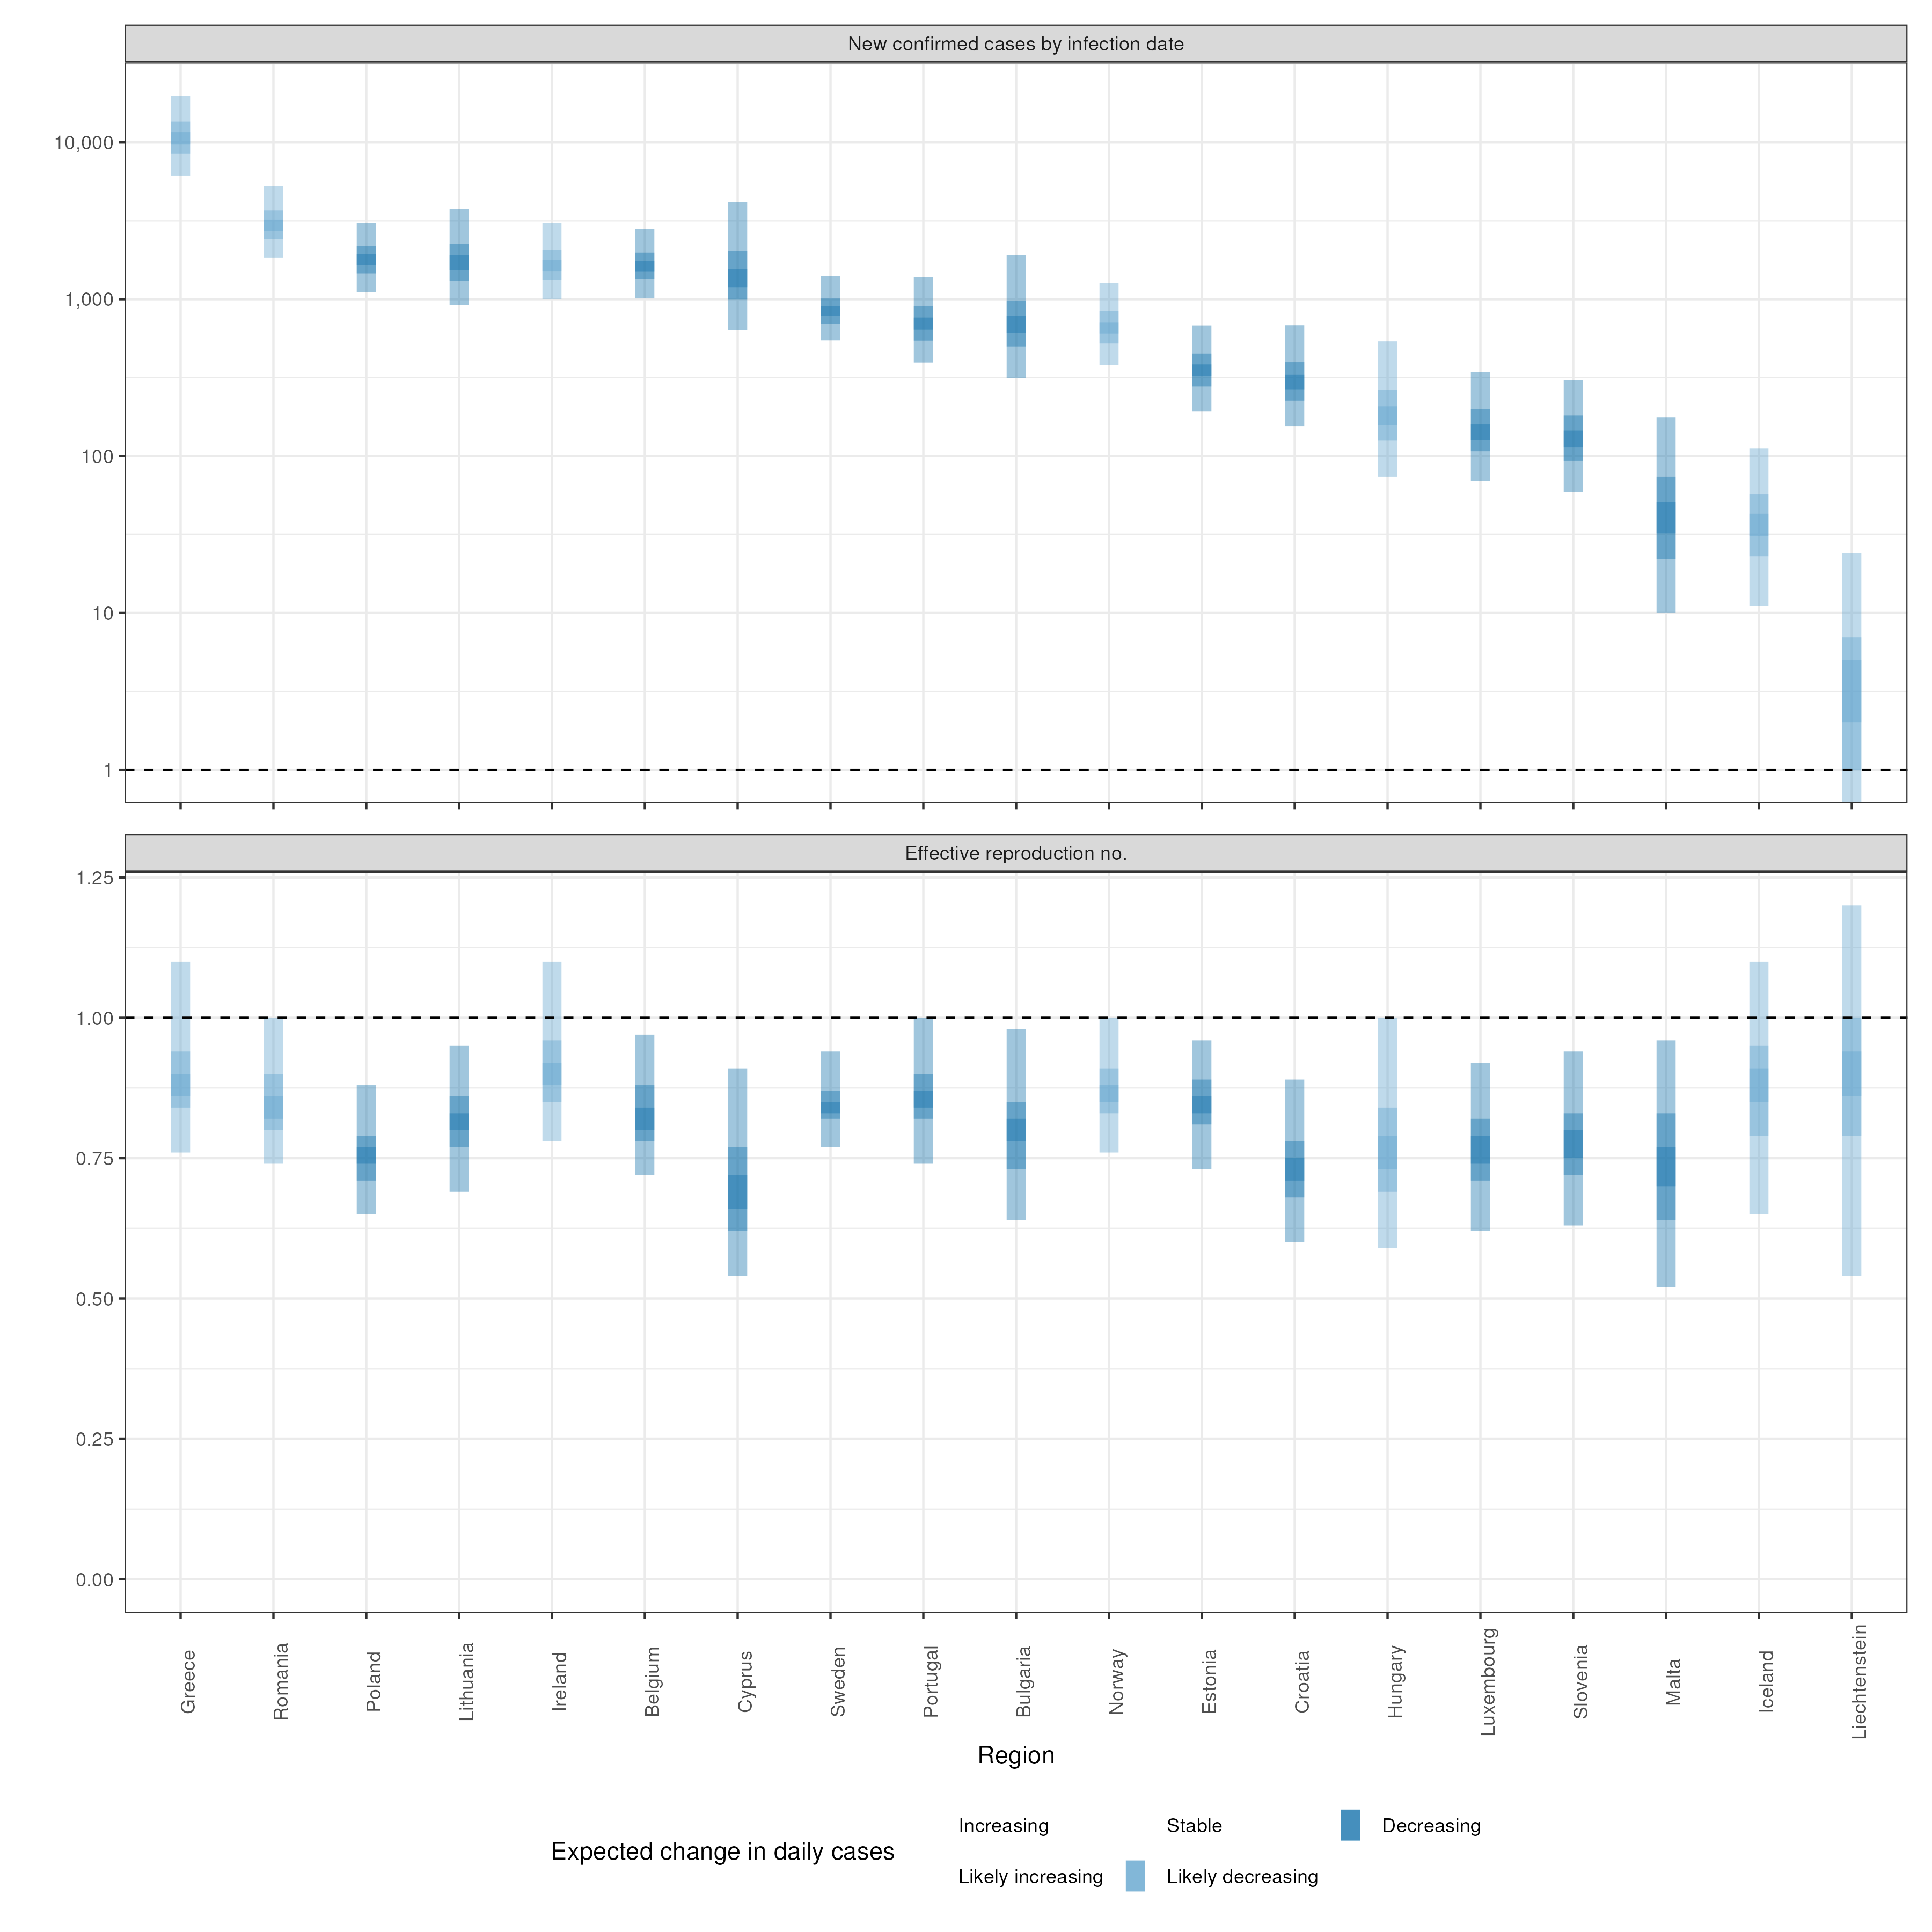 New confirmed cases by infection date
10,000
1,000
100
10
1
Effective reproduction no.
1.25
1.00
0.75
0.50
0.25
0.00
Greece
Romania
Poland
Lithuania
Ireland
Belgium
Cyprus
Sweden
Portugal
Bulgaria
Norway
Estonia
Croatia
Hungary
Luxembourg
Slovenia
Malta
Iceland
Liechtenstein
Region
Expected change in daily cases
Increasing
Stable
Decreasing
Likely increasing
Likely decreasing